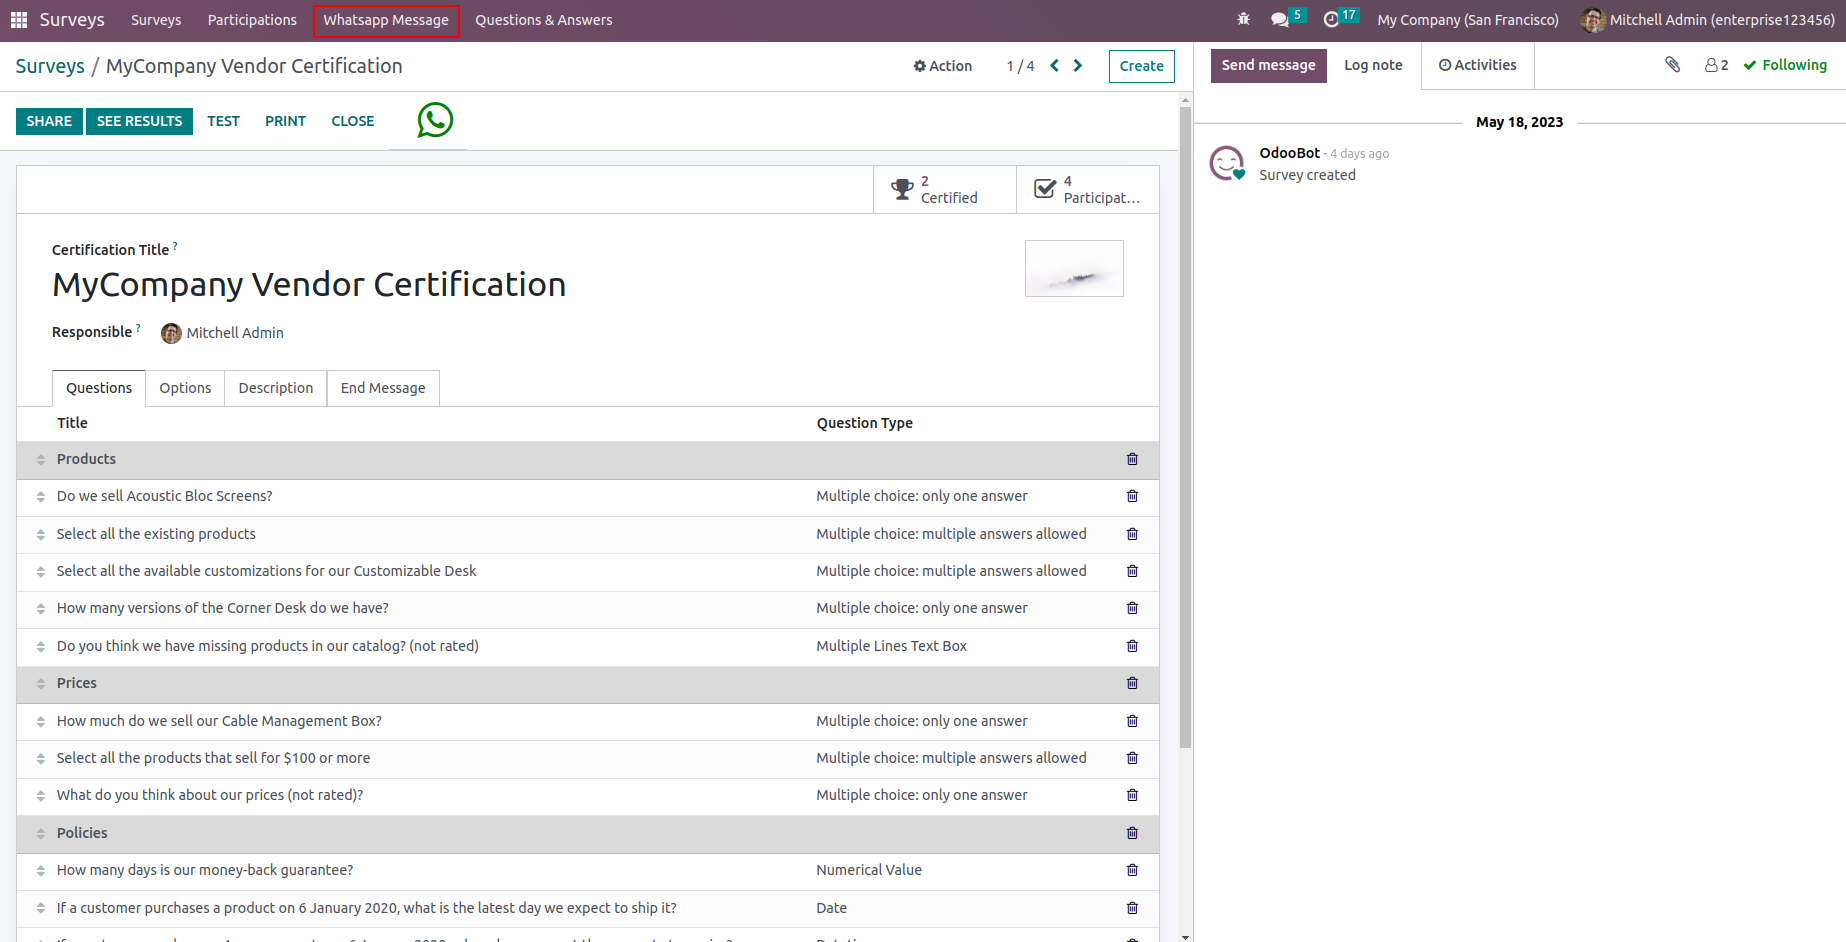 Surveys Surveys Participations Whatsapp Message Questions & Answers 5 17 My Company (San Francisco) Mitchell Admin (enterprise123456)
Surveys / MyCompany Vendor Certification Action 1 / 4 Create Send message Log note Activities 2 Following
SHARE SEE RESULTS TEST PRINT CLOSE
May 18, 2023
OdooBot - 4 days ago
Survey created
2 Certified
4 Participat...
Certification Title ?
MyCompany Vendor Certification
Responsible ? Mitchell Admin
Questions Options Description End Message
Title Question Type
Products
Do we sell Acoustic Bloc Screens? Multiple choice: only one answer
Select all the existing products Multiple choice: multiple answers allowed
Select all the available customizations for our Customizable Desk Multiple choice: multiple answers allowed
How many versions of the Corner Desk do we have? Multiple choice: only one answer
Do you think we have missing products in our catalog? (not rated) Multiple Lines Text Box
Prices
How much do we sell our Cable Management Box? Multiple choice: only one answer
Select all the products that sell for $100 or more Multiple choice: multiple answers allowed
What do you think about our prices (not rated)? Multiple choice: only one answer
Policies
How many days is our money-back guarantee? Numerical Value
If a customer purchases a product on 6 January 2020, what is the latest day we expect to ship it? Date